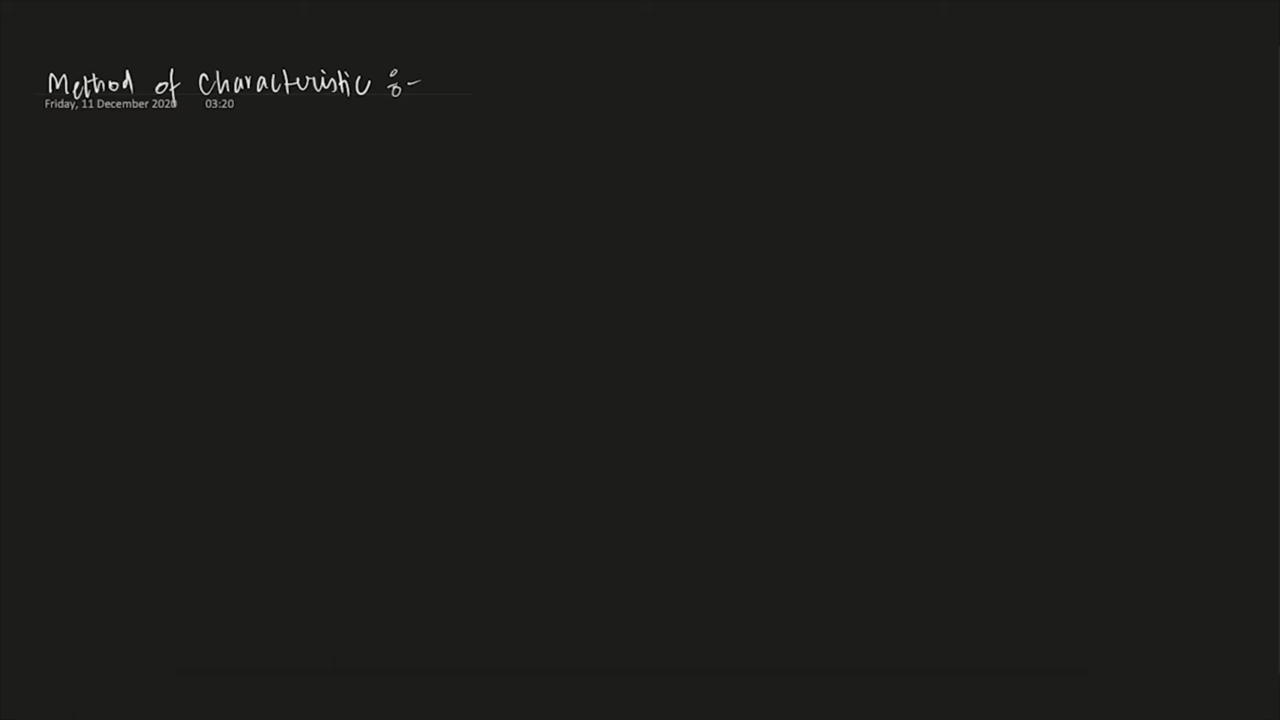 Method of Characteristic :-
Friday, 11 December 2020 03:20